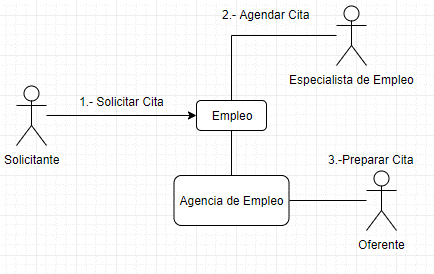 2.- Agendar Cita
Especialista de Empleo
1.- Solicitar Cita
Empleo
Solicitante
3.-Preparar Cita
Agencia de Empleo
Oferente